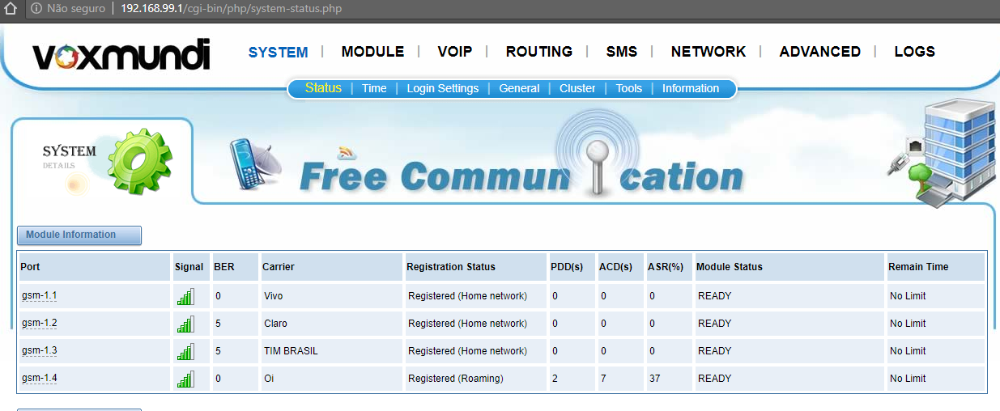 Não seguro 192.168.99.1/cgi-bin/php/system-status.php
voxmundi SYSTEM | MODULE | VOIP | ROUTING | SMS | NETWORK | ADVANCED | LOGS
Status | Time | Login Settings | General | Cluster | Tools | Information
SYSTEM
DETAILS
Free Communication
Module Information
Port Signal BER Carrier Registration Status PDD(s) ACD(s) ASR(%) Module Status Remain Time
gsm-1.1 0 Vivo Registered (Home network) 0 0 0 READY No Limit
gsm-1.2 5 Claro Registered (Home network) 0 0 0 READY No Limit
gsm-1.3 5 TIM BRASIL Registered (Home network) 0 0 0 READY No Limit
gsm-1.4 0 Oi Registered (Roaming) 2 7 37 READY No Limit